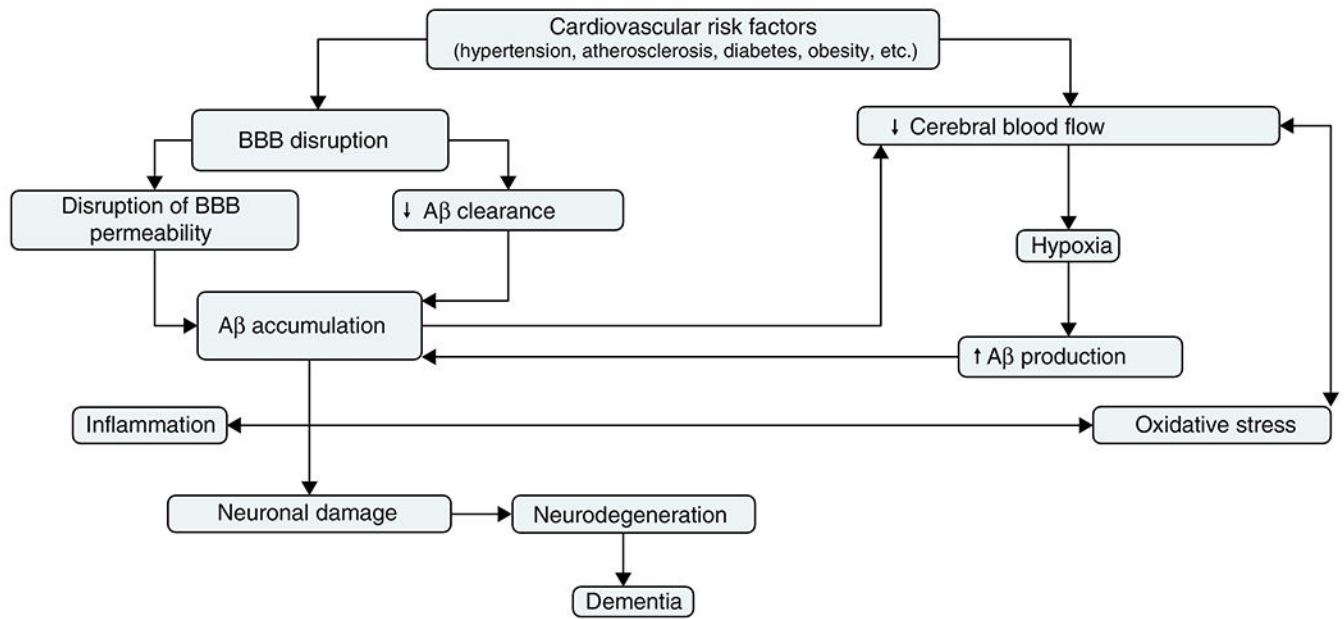 Cardiovascular risk factors
(hypertension, atherosclerosis, diabetes, obesity, etc.)
BBB disruption
↓ Cerebral blood flow
Disruption of BBB
permeability
↓ Aβ clearance
Hypoxia
Aβ accumulation
↑ Aβ production
Inflammation
Oxidative stress
Neuronal damage
Neurodegeneration
Dementia